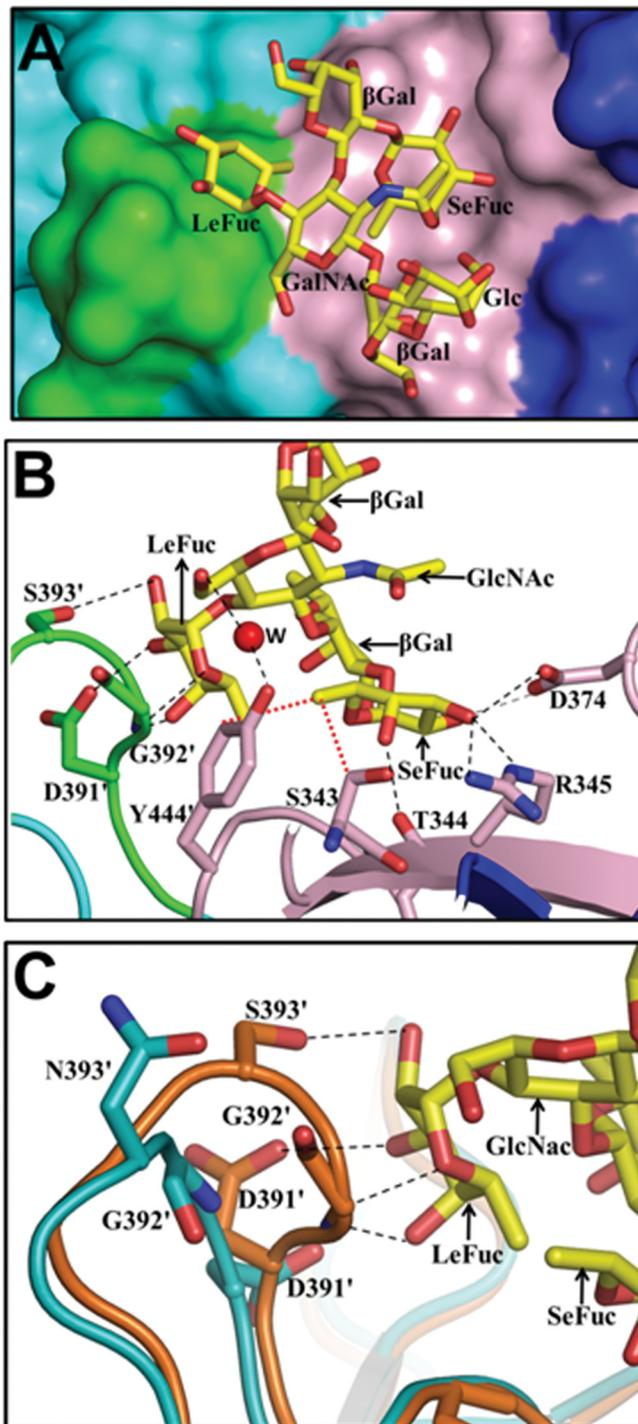 A
βGal
LeFuc
SeFuc
GalNAc
Glc
βGal
B
βGal
LeFuc
GlcNAc
S393'
W
βGal
D374
G392'
SeFuc
D391'
R345
Y444'
S343
T344
C
S393'
N393'
G392'
GlcNac
D391'
G392'
LeFuc
D391'
SeFuc